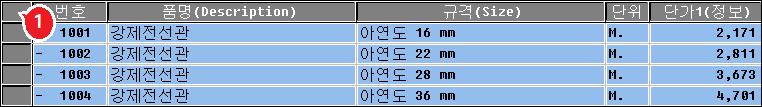 1 번호 품명(Description) 규격(Size) 단위 단가1(정보)
- 1001 강제전선관 아연도 16 mm M. 2,171
- 1002 강제전선관 아연도 22 mm M. 2,811
- 1003 강제전선관 아연도 28 mm M. 3,673
- 1004 강제전선관 아연도 36 mm M. 4,701